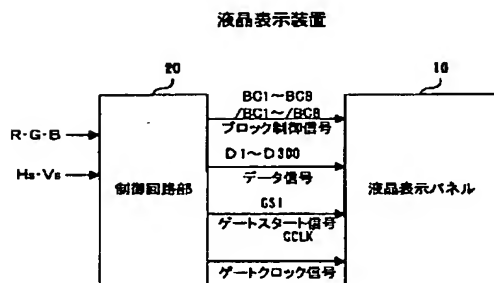 液晶表示装置
20
10
BC1～BC8
/BC1～/BC8
ブロック制御信号
R·G·B
D1～D300
データ信号
Hs·Vs
制御回路部
液晶表示パネル
GSI
ゲートスタート信号
GCLK
ゲートクロック信号